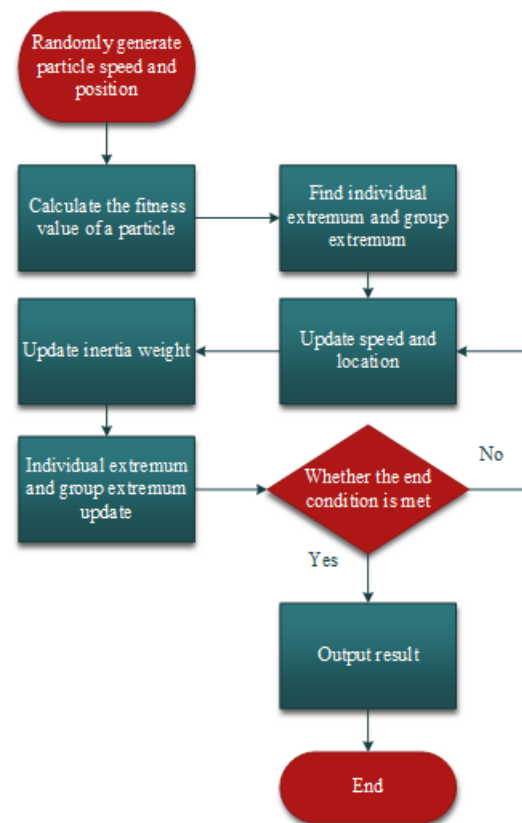 Randomly generate
particle speed and
position
Calculate the fitness
value of a particle
Find individual
extremum and group
extremum
Update speed and
location
Update inertia weight
Individual extremum
and group extremum
update
Whether the end
condition is met
No
Yes
Output result
End